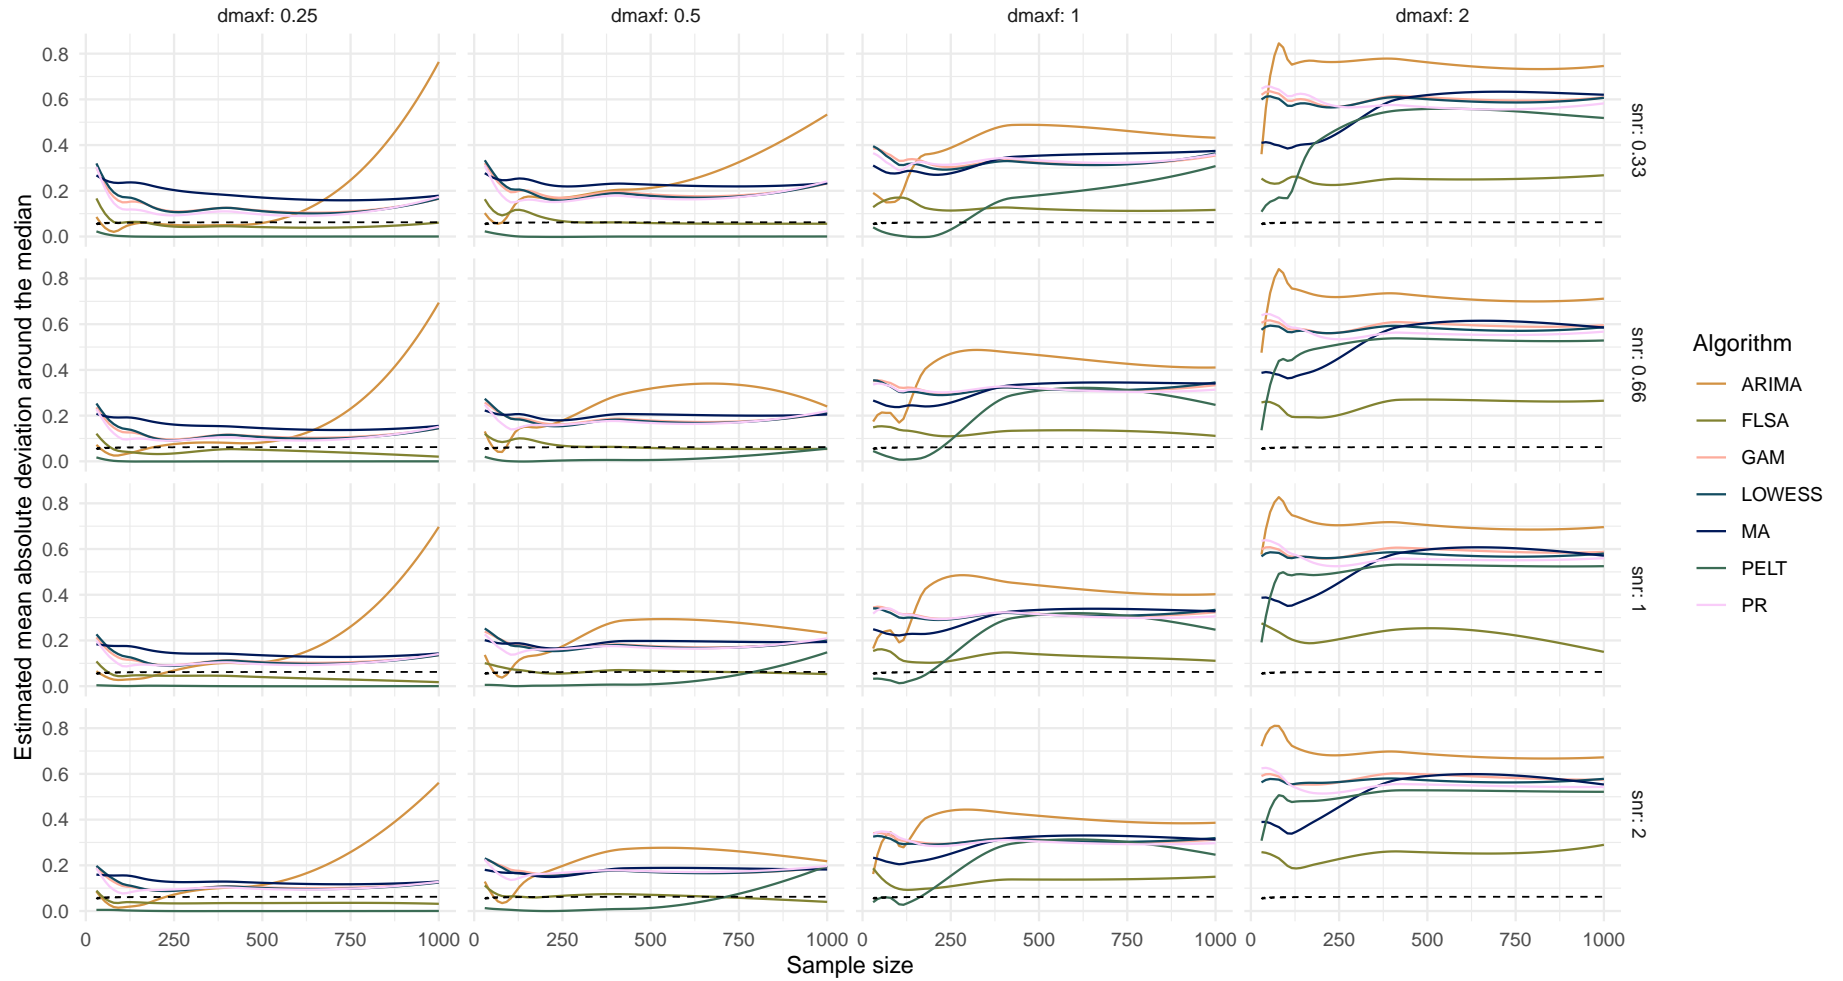 dmaxf: 0.25 dmaxf: 0.5 dmaxf: 1 dmaxf: 2
0.8
0.6
0.4
0.2
0.0
snr: 0.33
0.8
0.6
0.4
0.2
0.0
snr: 0.66
0.8
0.6
0.4
0.2
0.0
snr: 1
0.8
0.6
0.4
0.2
0.0
snr: 2
0 250 500 750 1000 0 250 500 750 1000 0 250 500 750 1000 0 250 500 750 1000
Sample size
Estimated mean absolute deviation around the median
Algorithm
ARIMA
FLSA
GAM
LOWESS
MA
PELT
PR